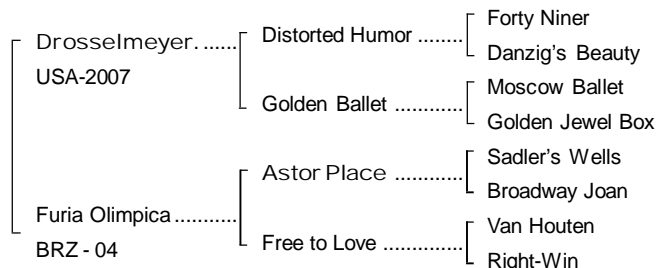 Forty Niner
Drosselmeyer. ...... Distorted Humor ........
Danzig's Beauty
USA-2007
Moscow Ballet
Golden Ballet ............
Golden Jewel Box
Sadler's Wells
Astor Place ............
Broadway Joan
Furia Olimpica ...........
Van Houten
BRZ - 04
Free to Love ..............
Right-Win